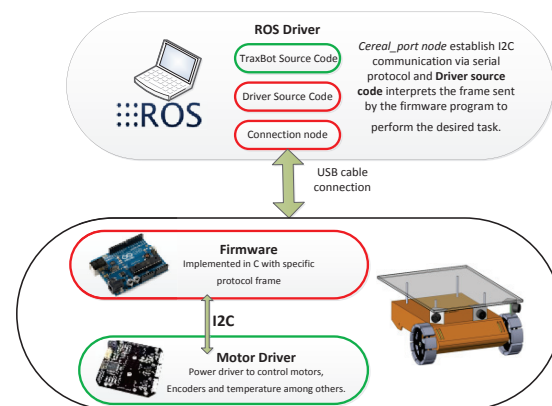 ROS Driver
TraxBot Source Code
Driver Source Code
Connection node
:::ROS
Cereal_port node establish I2C
communication via serial
protocol and Driver source
code interprets the frame sent
by the firmware program to
perform the desired task.
USB cable
connection
Firmware
Implemented in C with specific
protocol frame
I2C
Motor Driver
Power driver to control motors,
Encoders and temperature among others.